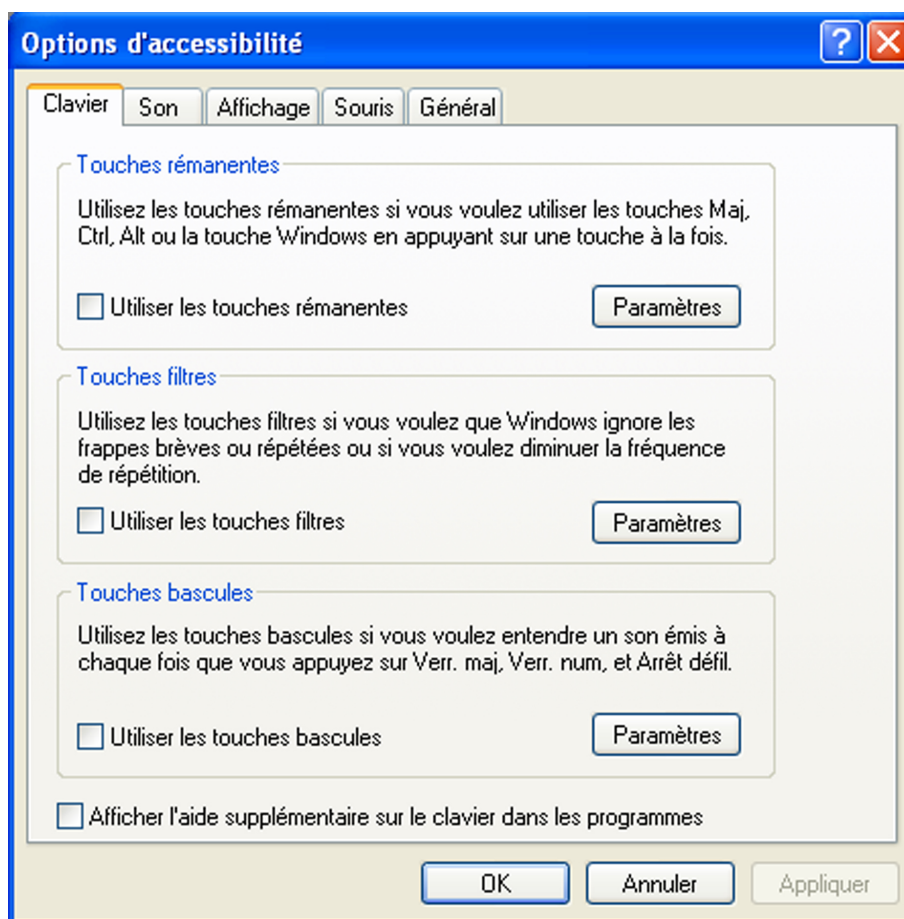 Options d'accessibilité
Clavier
Son
Affichage
Souris
Général
Touches rémanentes
Utilisez les touches rémanentes si vous voulez utiliser les touches Maj,
Ctrl, Alt ou la touche Windows en appuyant sur une touche à la fois.
Utiliser les touches rémanentes
Paramètres
Touches filtres
Utilisez les touches filtres si vous voulez que Windows ignore les
frappes brèves ou répétées ou si vous voulez diminuer la fréquence
de répétition.
Utiliser les touches filtres
Paramètres
Touches bascules
Utilisez les touches bascules si vous voulez entendre un son émis à
chaque fois que vous appuyez sur Verr. maj, Verr. num, et Arrêt défil.
Utiliser les touches bascules
Paramètres
Afficher l'aide supplémentaire sur le clavier dans les programmes
OK
Annuler
Appliquer